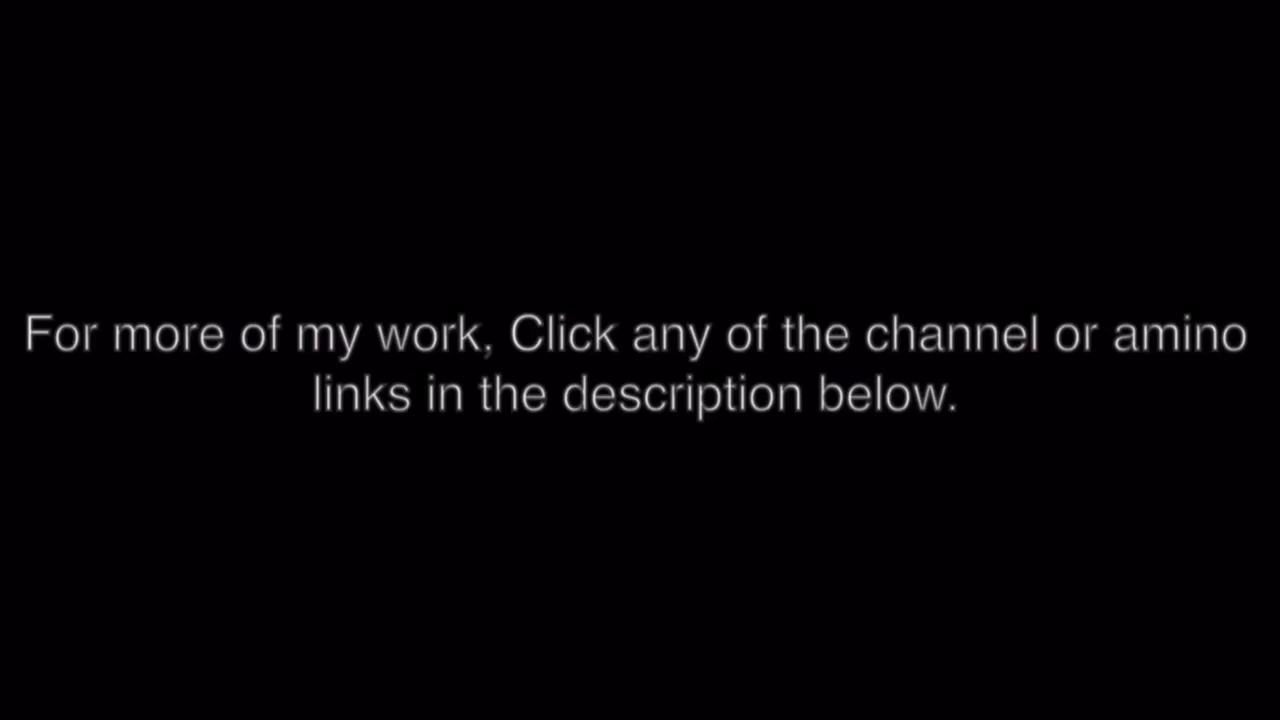 For more of my work, Click any of the channel or amino
links in the description below.